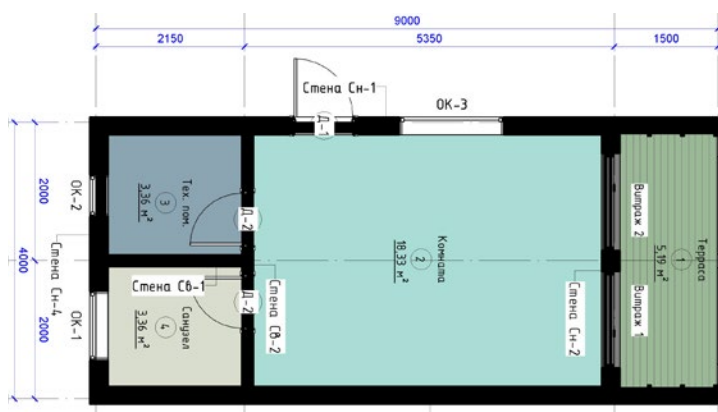 9000
2150
5350
1500
Стена Сн-1
ОК-3
Д-1
ОК-2
2000
4000
2000
Стена Сн-4
ОК-1
Тех. пом.
3
3,36 м²
Д-2
Стена Св-1
Санузел
4
3,36 м²
Д-2
Стена Св-2
Комната
2
18.33 м²
Стена Сн-2
Витраж 2
Витраж 1
Терраса
1
5,19 м²